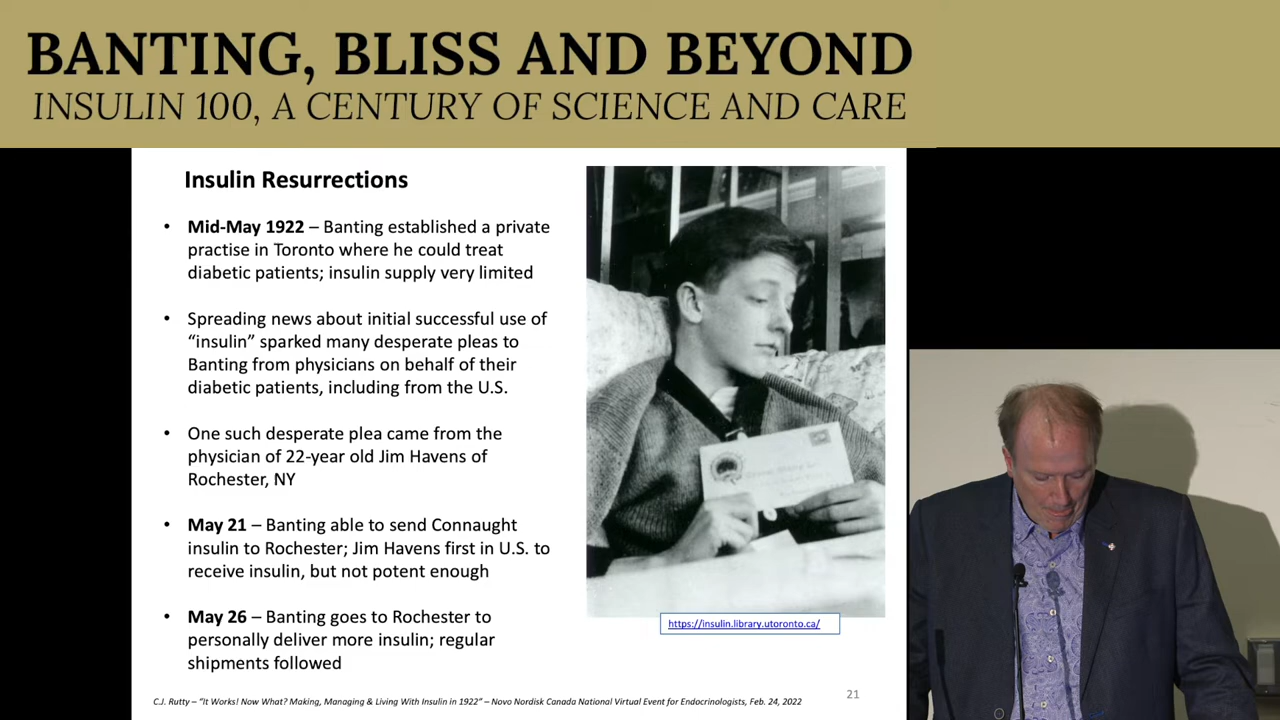 BANTING, BLISS AND BEYOND
INSULIN 100, A CENTURY OF SCIENCE AND CARE
Insulin Resurrections
• Mid-May 1922 – Banting established a private
practise in Toronto where he could treat
diabetic patients; insulin supply very limited
• Spreading news about initial successful use of
“insulin” sparked many desperate pleas to
Banting from physicians on behalf of their
diabetic patients, including from the U.S.
• One such desperate plea came from the
physician of 22-year old Jim Havens of
Rochester, NY
• May 21 – Banting able to send Connaught
insulin to Rochester; Jim Havens first in U.S. to
receive insulin, but not potent enough
• May 26 – Banting goes to Rochester to
personally deliver more insulin; regular
shipments followed
https://insulin.library.utoronto.ca/
C.J. Rutty – “It Works! Now What? Making, Managing & Living With Insulin in 1922” – Novo Nordisk Canada National Virtual Event for Endocrinologists, Feb. 24, 2022
21